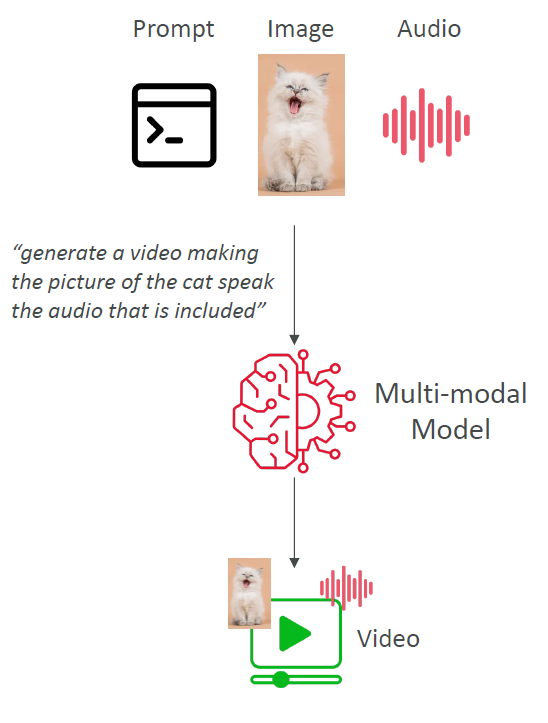 Prompt
Image
Audio
“generate a video making
the picture of the cat speak
the audio that is included”
Multi-modal
Model
Video